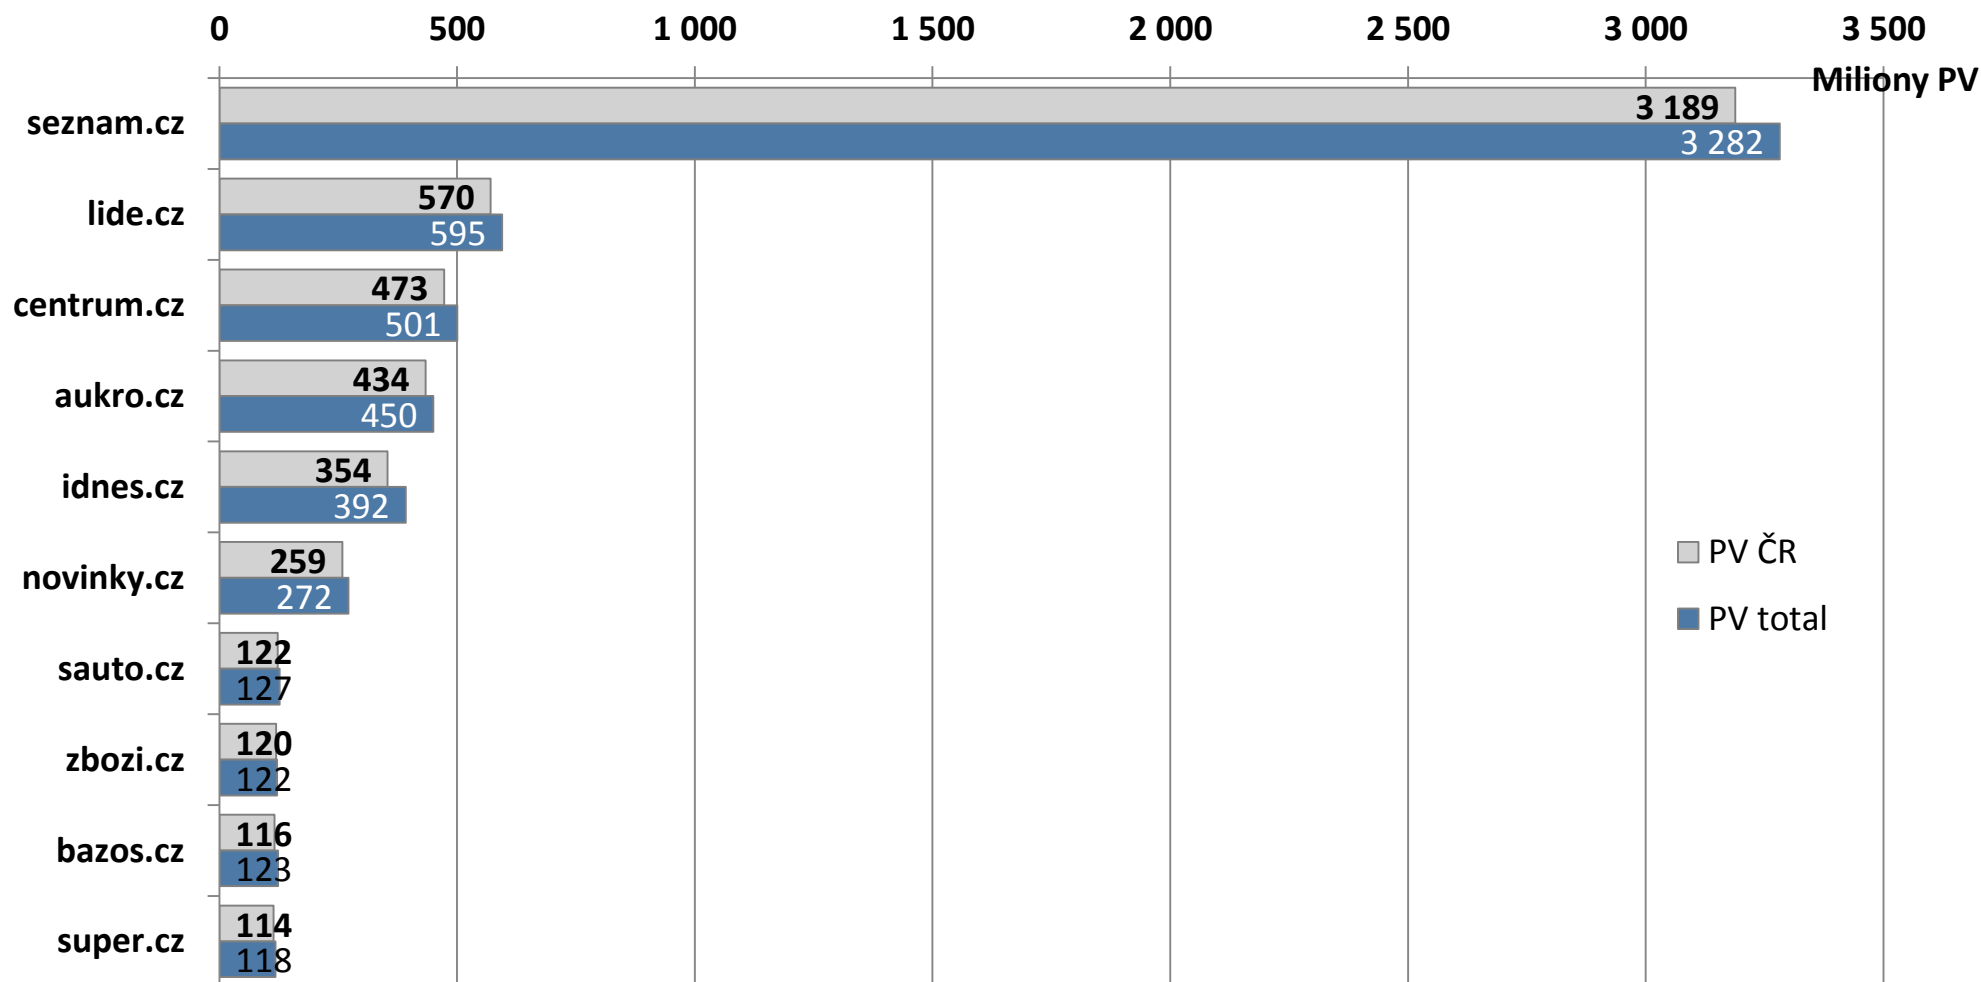 0 500 1 000 1 500 2 000 2 500 3 000 3 500
Miliony PV
seznam.cz 3 189
3 282
lide.cz 570
595
centrum.cz 473
501
aukro.cz 434
450
idnes.cz 354
392
novinky.cz 259
272
sauto.cz 122
127
zbozi.cz 120
122
bazos.cz 116
123
super.cz 114
118
PV ČR
PV total